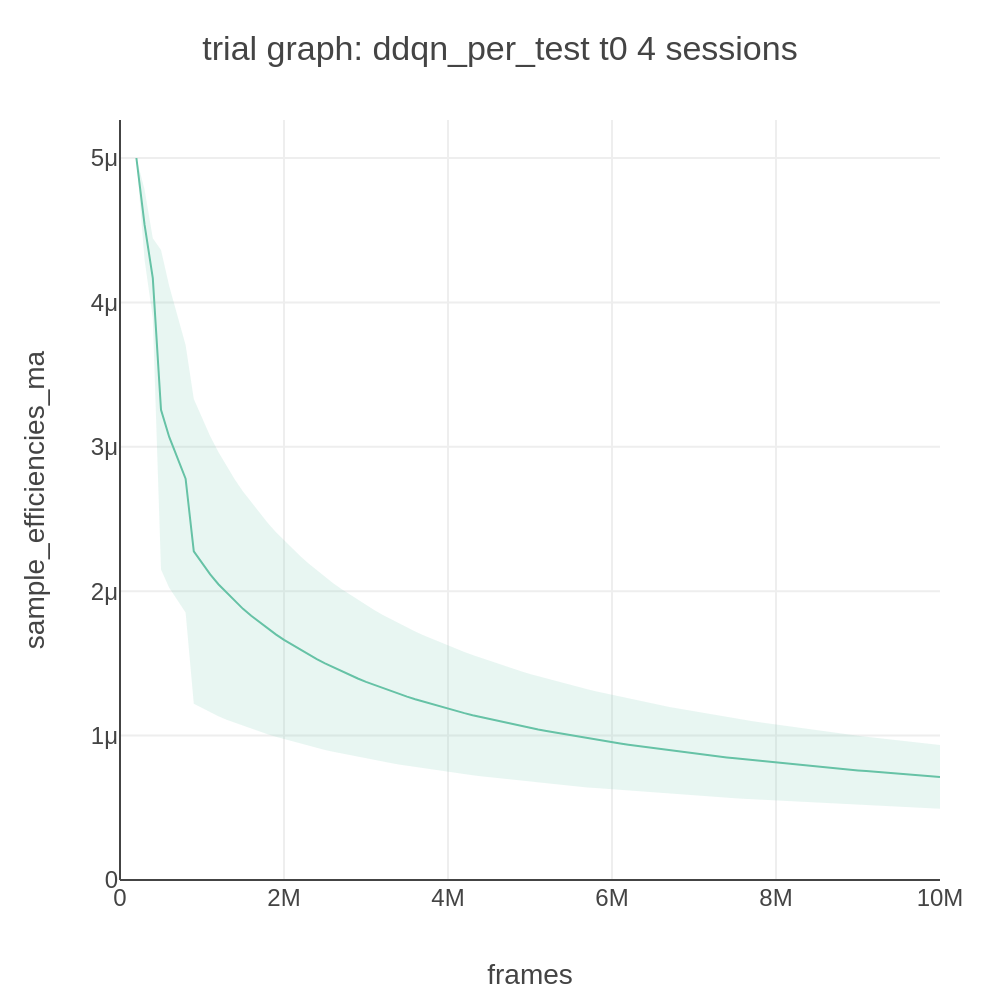 trial graph: ddqn_per_test t0 4 sessions
sample_efficiencies_ma
5μ
4μ
3μ
2μ
1μ
0
0
2M
4M
6M
8M
10M
frames